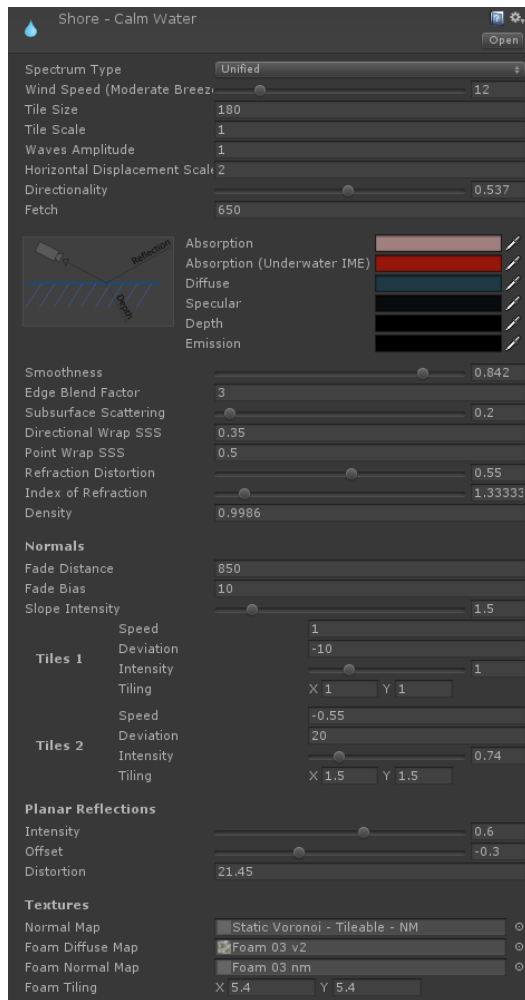 Shore - Calm Water
Open
Spectrum Type Unified
Wind Speed (Moderate Breez 12
Tile Size 180
Tile Scale 1
Waves Amplitude 1
Horizontal Displacement Scale 2
Directionality 0.537
Fetch 650
Reflection
Depth
Absorption
Absorption (Underwater IME)
Diffuse
Specular
Depth
Emission
Smoothness 0.842
Edge Blend Factor 3
Subsurface Scattering 0.2
Directional Wrap SSS 0.35
Point Wrap SSS 0.5
Refraction Distortion 0.55
Index of Refraction 1.33333
Density 0.9986
Normals
Fade Distance 850
Fade Bias 10
Slope Intensity 1.5
Tiles 1
Speed 1
Deviation -10
Intensity 1
Tiling X 1 Y 1
Tiles 2
Speed -0.55
Deviation 20
Intensity 0.74
Tiling X 1.5 Y 1.5
Planar Reflections
Intensity 0.6
Offset -0.3
Distortion 21.45
Textures
Normal Map Static Voronoi - Tileable - NM
Foam Diffuse Map Foam 03 v2
Foam Normal Map Foam 03 nm
Foam Tiling X 5.4 Y 5.4